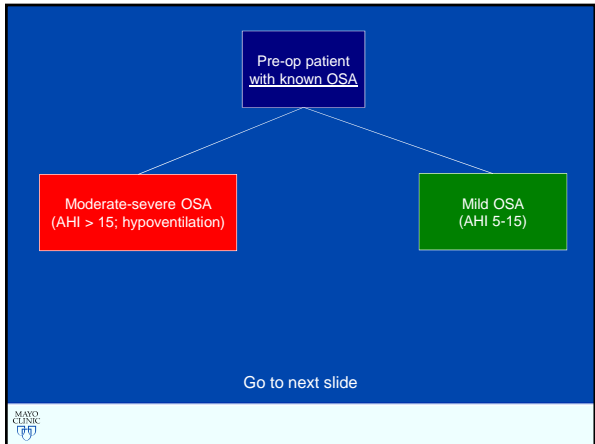 Pre-op patient
with known OSA
Moderate-severe OSA
(AHI > 15; hypoventilation)
Mild OSA
(AHI 5-15)
Go to next slide
MAYO
CLINIC